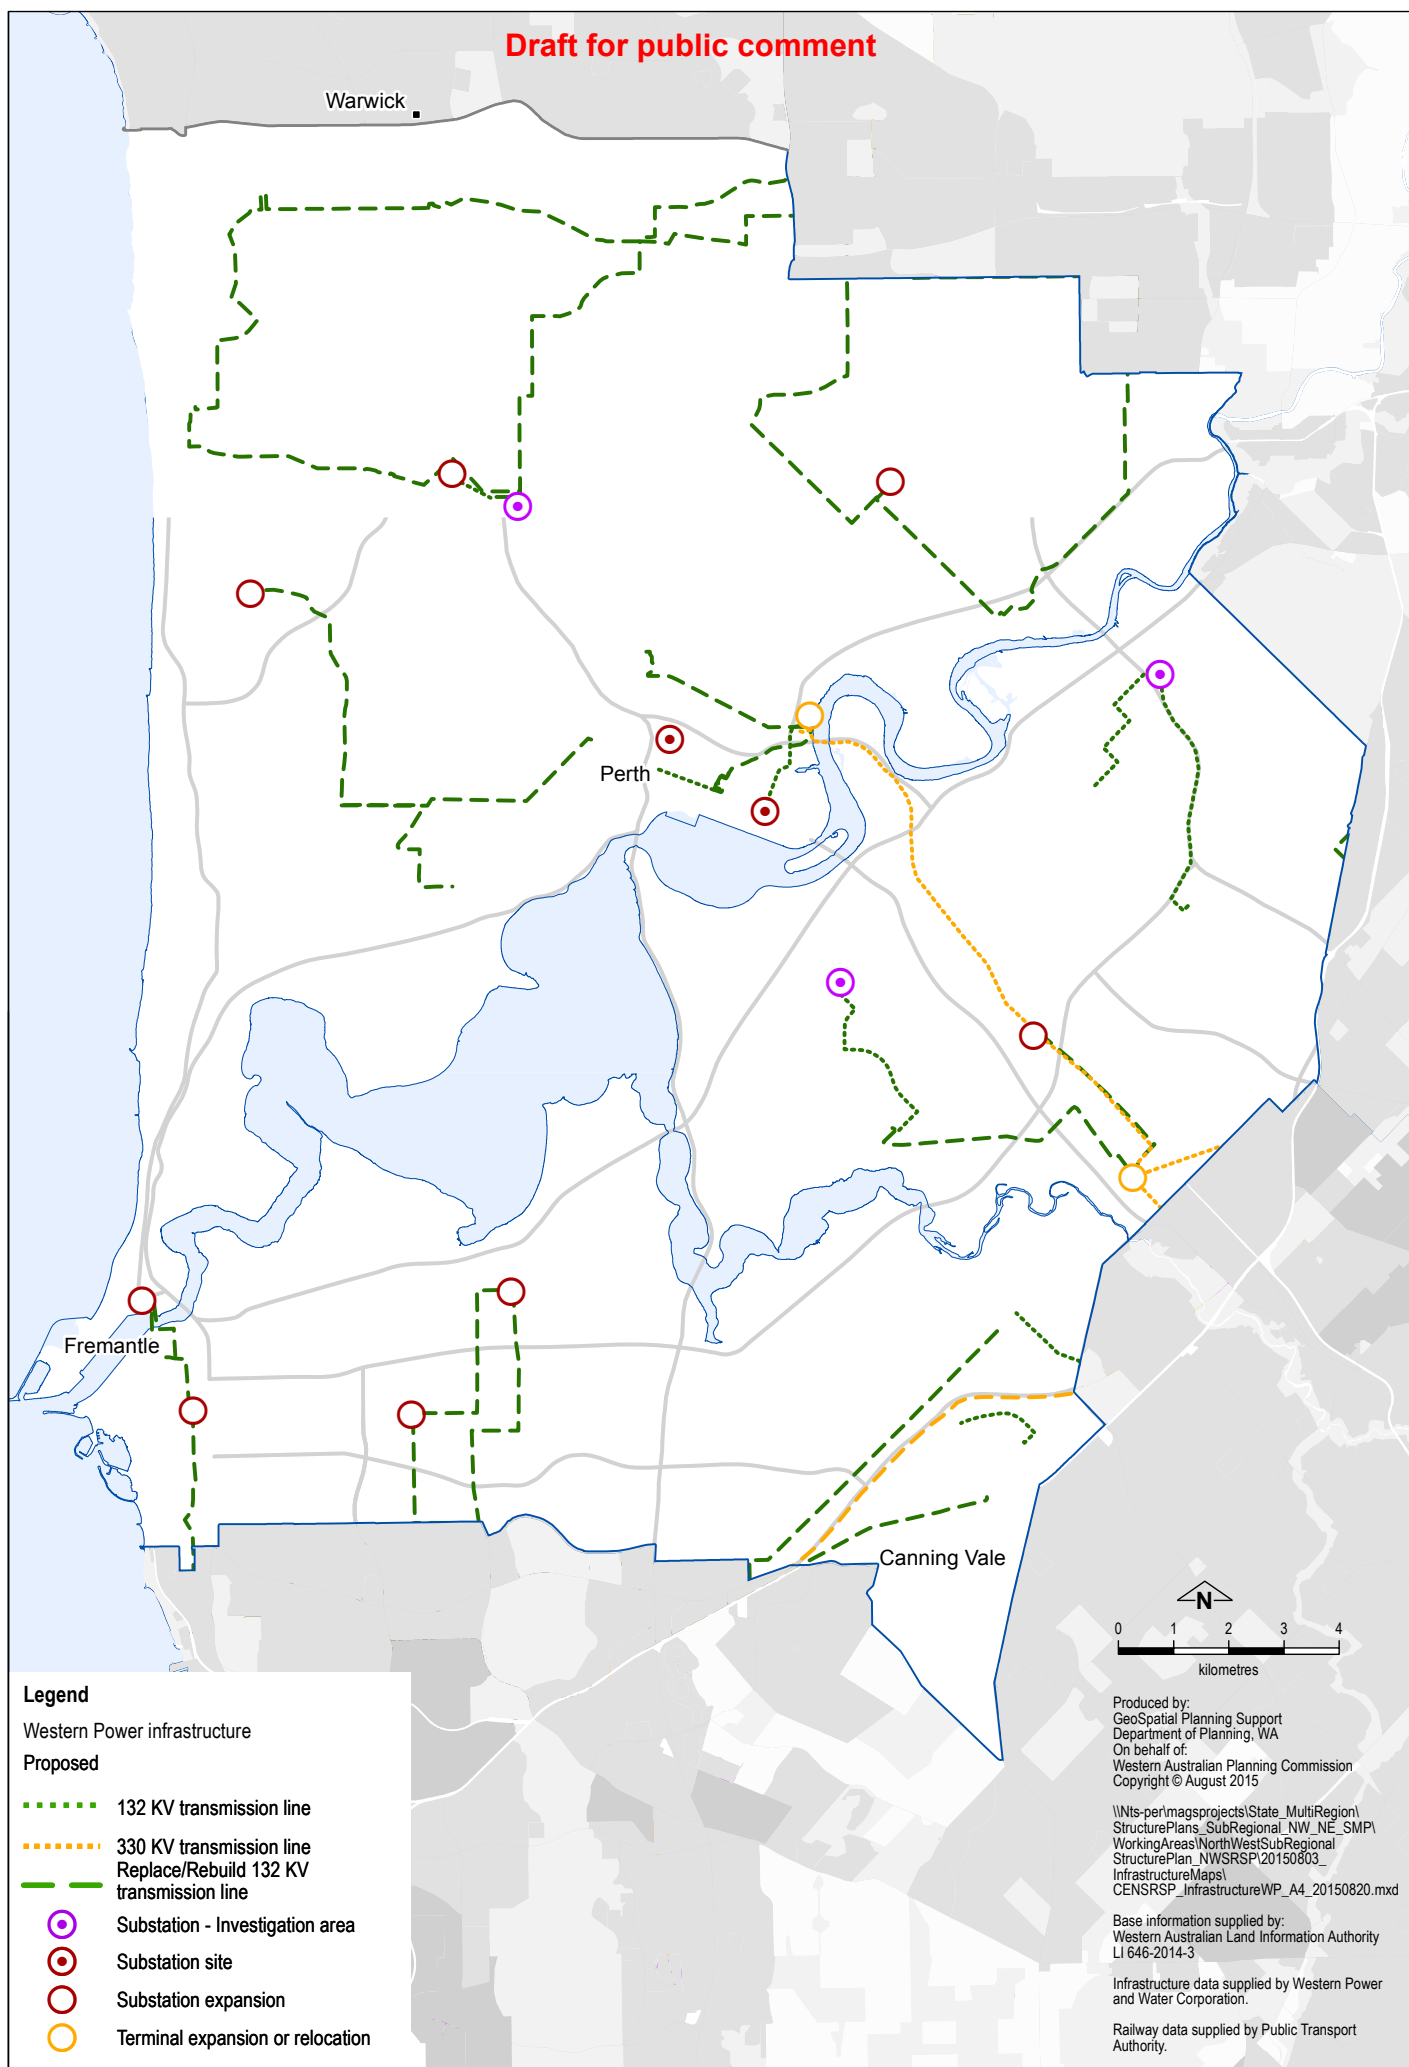 Draft for public comment
Warwick
Perth
Fremantle
Canning Vale
N
0 1 2 3 4
kilometres
Legend
Western Power infrastructure
Proposed
132 KV transmission line
330 KV transmission line
Replace/Rebuild 132 KV
transmission line
Substation - Investigation area
Substation site
Substation expansion
Terminal expansion or relocation
Produced by:
GeoSpatial Planning Support
Department of Planning, WA
On behalf of:
Western Australian Planning Commission
Copyright © August 2015
\\Nts-per\magsprojects\State_MultiRegion\
StructurePlans_SubRegional_NW_NE_SMP\
WorkingAreas\NorthWestSubRegional
StructurePlan_NWSRSP\20150803_
InfrastructureMaps\
CENSRSP_InfrastructureWP_A4_20150820.mxd
Base information supplied by:
Western Australian Land Information Authority
LI 646-2014-3
Infrastructure data supplied by Western Power
and Water Corporation.
Railway data supplied by Public Transport
Authority.